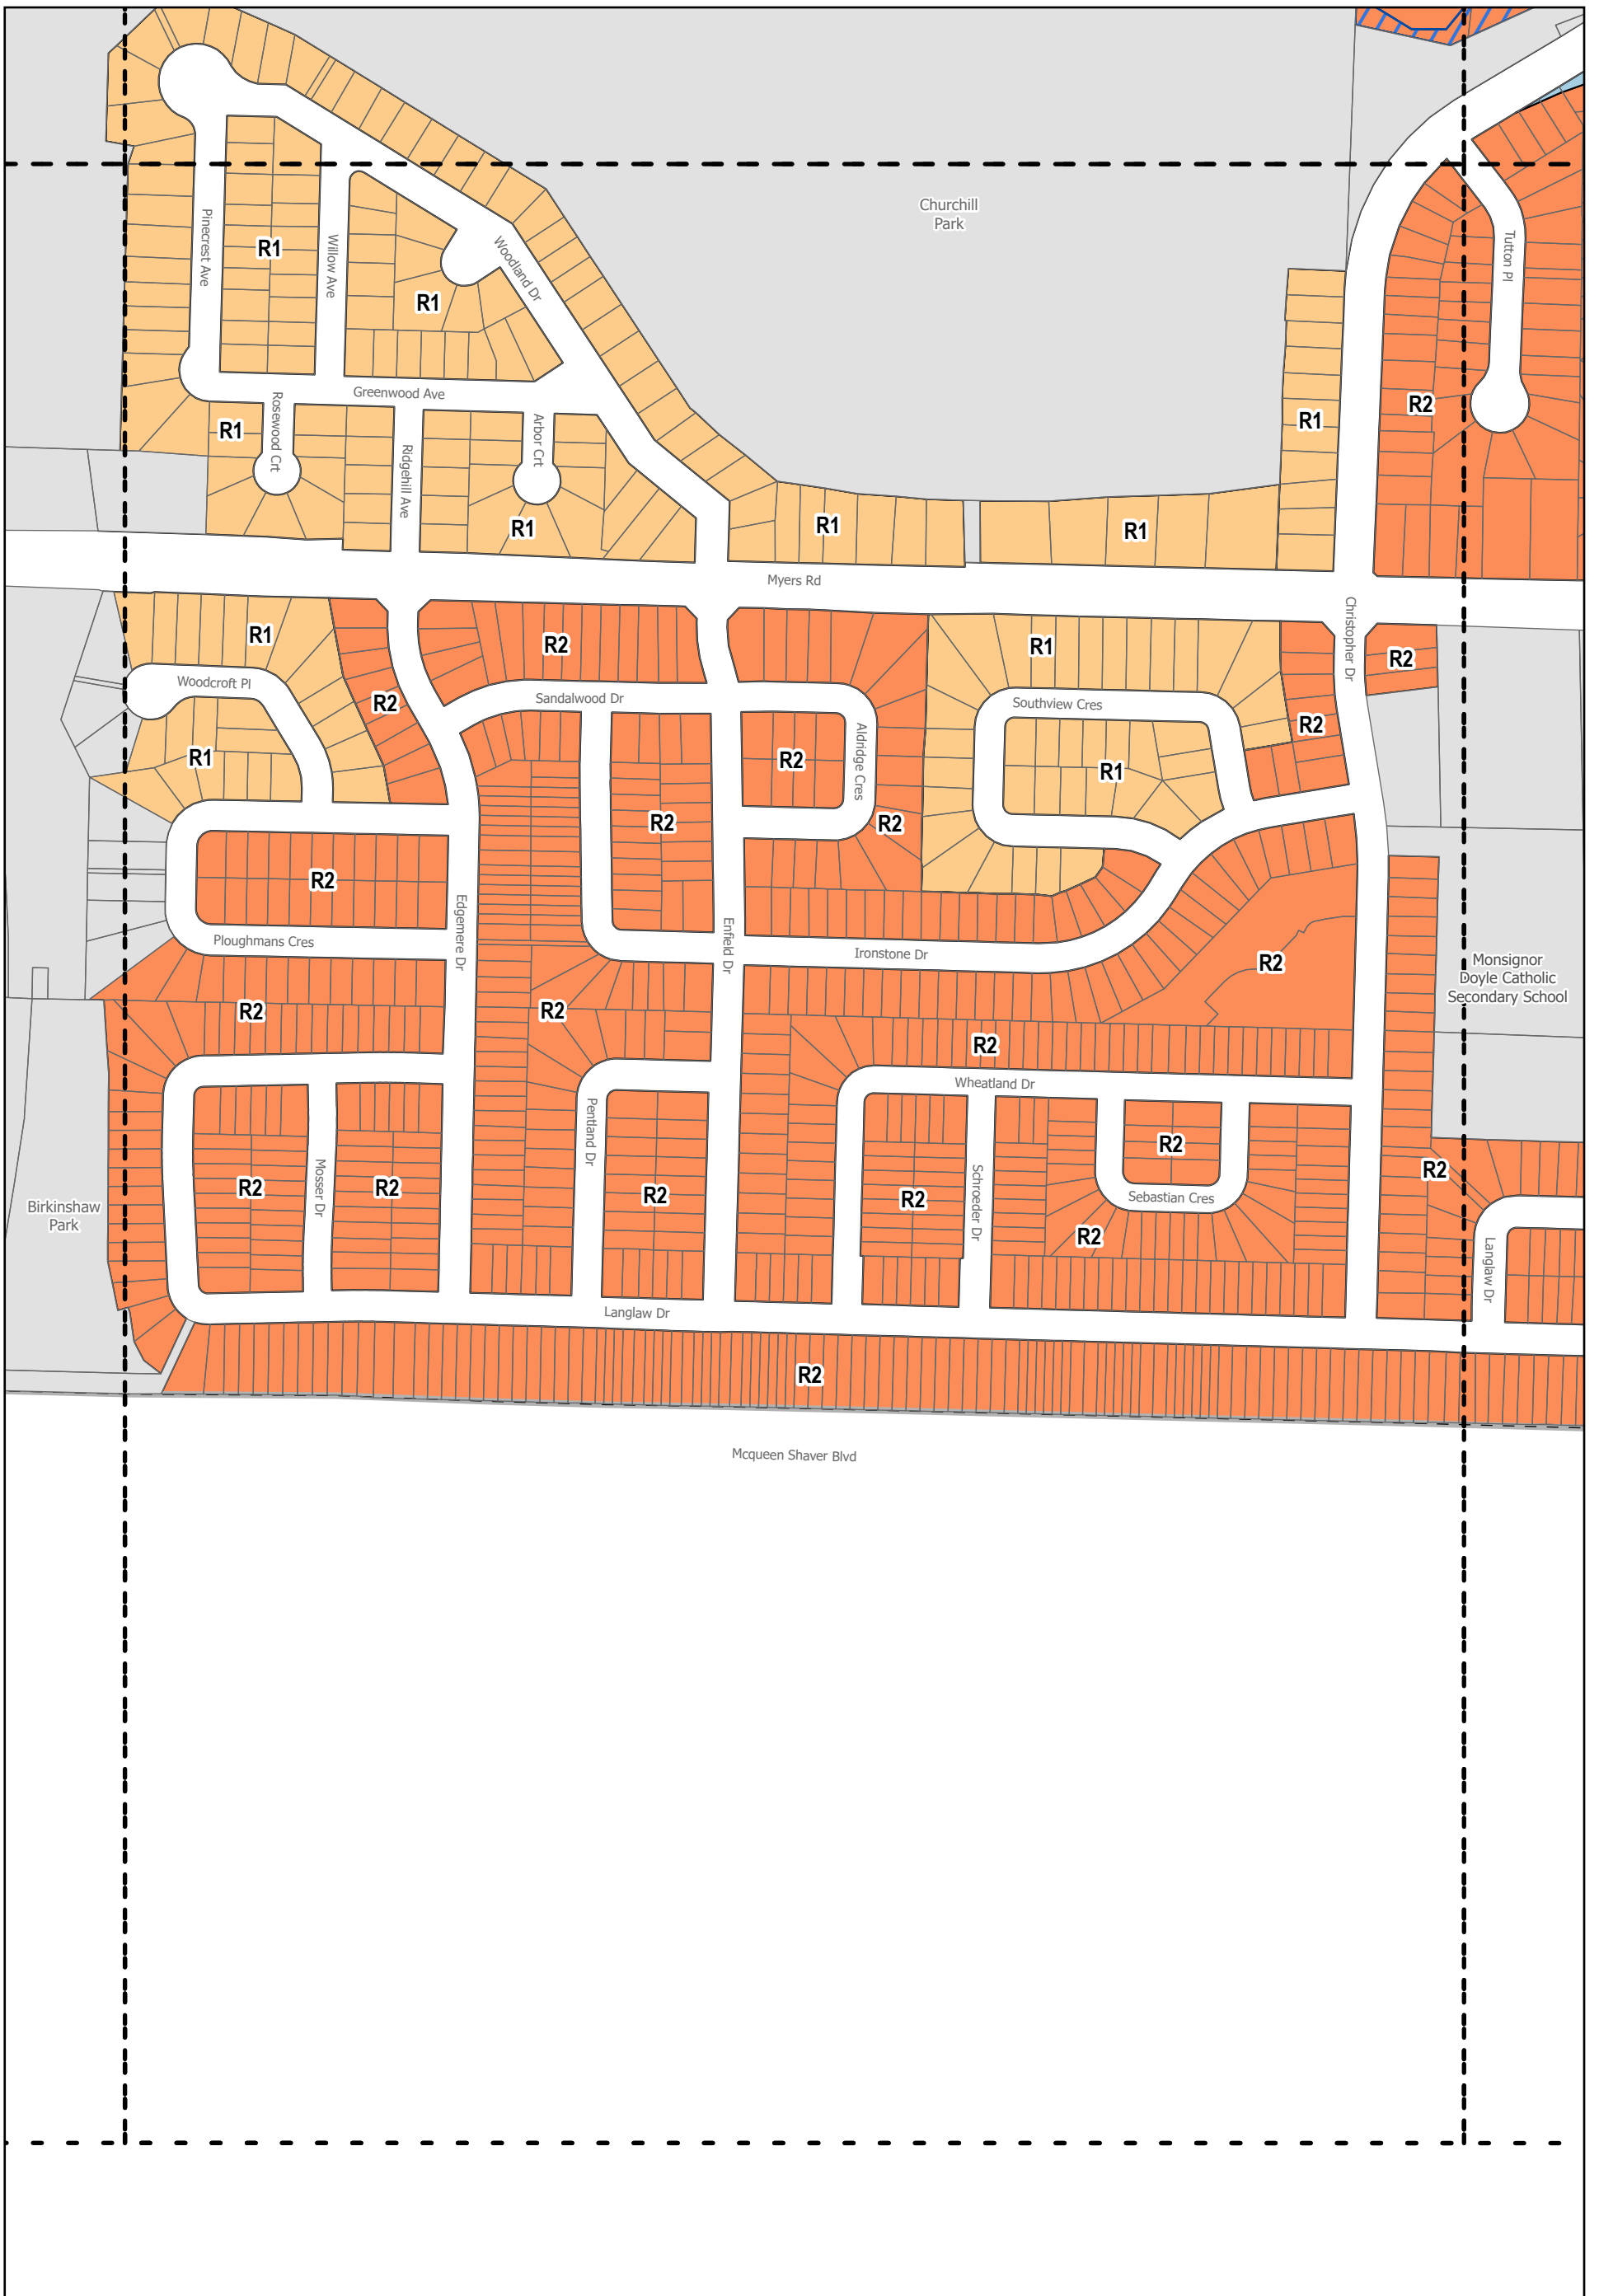 Churchill
Park
Pinecrest Ave
R1
Willow Ave
Woodland Dr
R1
Tutton Pl
Greenwood Ave
R1
Rosewood Crt
Ridgehill Ave
Arbor Crt
R1
R1
R1
R1
R2
Myers Rd
Christopher Dr
R1
R2
R1
R2
Woodcroft Pl
R2
Sandalwood Dr
Southview Cres
R2
R1
R2
Aldridge Cres
R1
R2
R2
R2
Edgemere Dr
Ploughmans Cres
Enfield Dr
Ironstone Dr
R2
Monsignor
Doyle Catholic
Secondary School
R2
R2
R2
Wheatland Dr
Pentland Dr
R2
R2
R2
Mosser Dr
R2
R2
R2
Schroeder Dr
Sebastian Cres
R2
Birkinshaw
Park
Langlaw Dr
Langlaw Dr
R2
Mcqueen Shaver Blvd